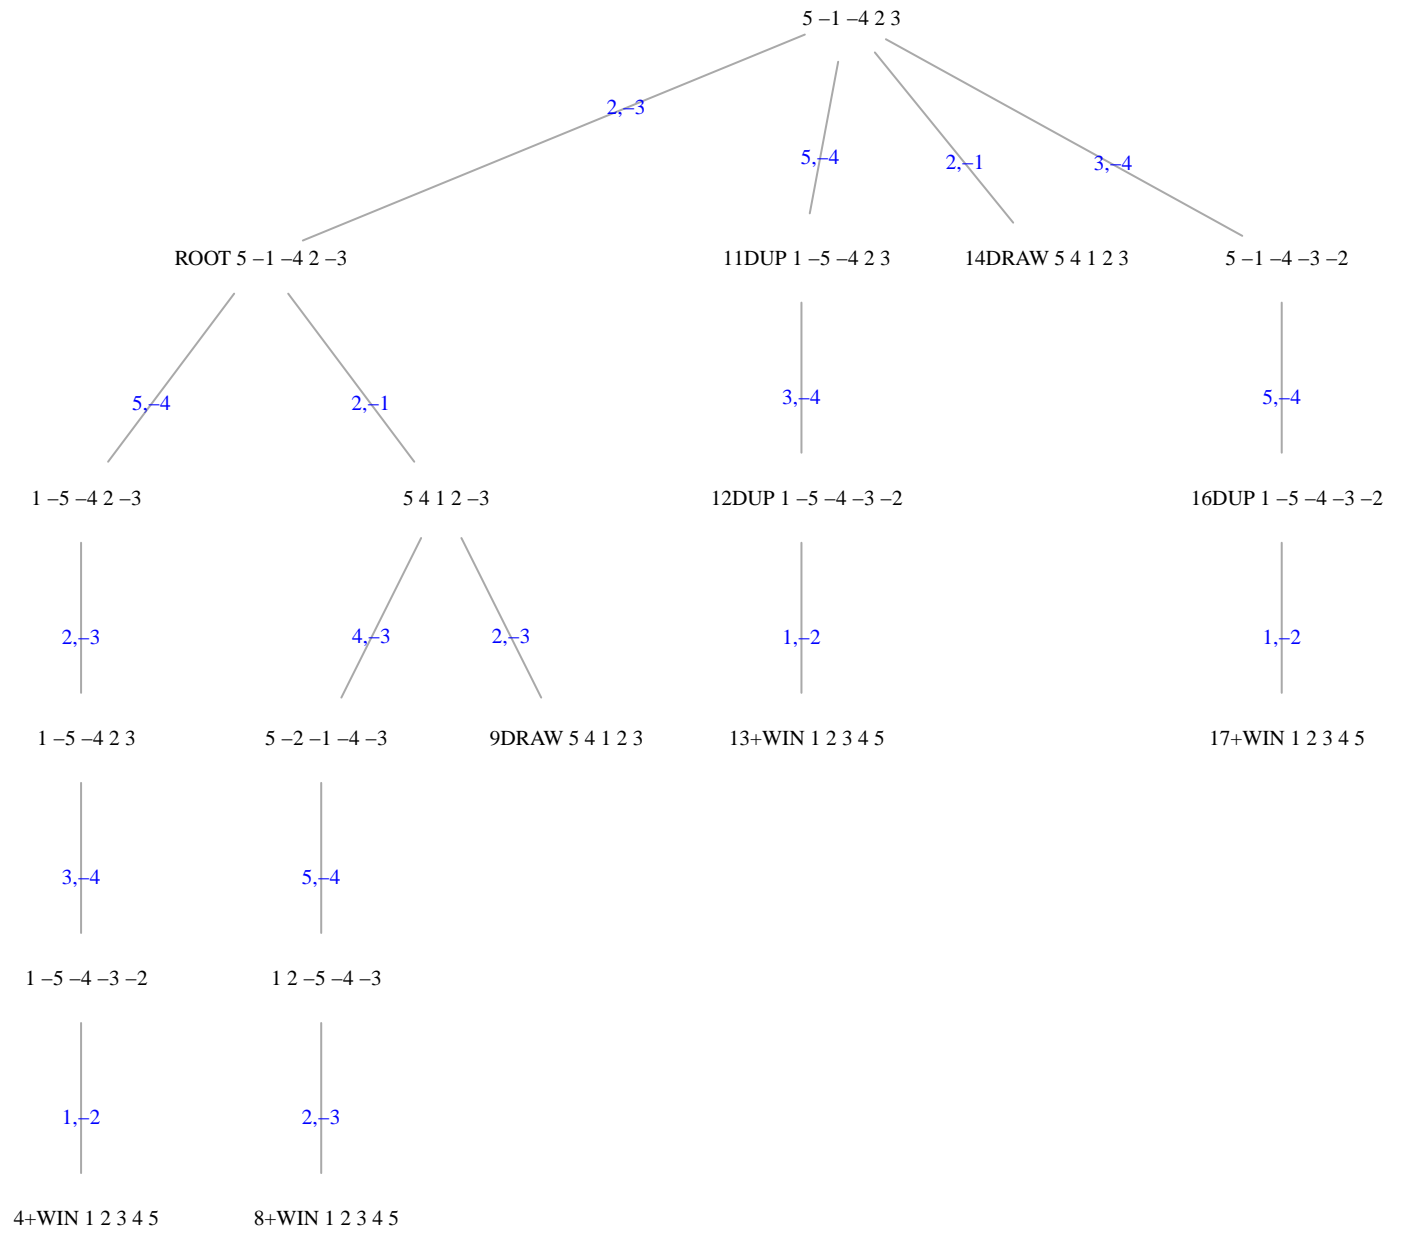 5 –1 –4 2 3
2,–3
5,–4
2,–1
3,–4
ROOT 5 –1 –4 2 –3
11DUP 1 –5 –4 2 3
14DRAW 5 4 1 2 3
5 –1 –4 –3 –2
5,–4
2,–1
3,–4
5,–4
1 –5 –4 2 –3
5 4 1 2 –3
12DUP 1 –5 –4 –3 –2
16DUP 1 –5 –4 –3 –2
2,–3
4,–3
2,–3
1,–2
1,–2
1 –5 –4 2 3
5 –2 –1 –4 –3
9DRAW 5 4 1 2 3
13+WIN 1 2 3 4 5
17+WIN 1 2 3 4 5
3,–4
5,–4
1 –5 –4 –3 –2
1 2 –5 –4 –3
1,–2
2,–3
4+WIN 1 2 3 4 5
8+WIN 1 2 3 4 5